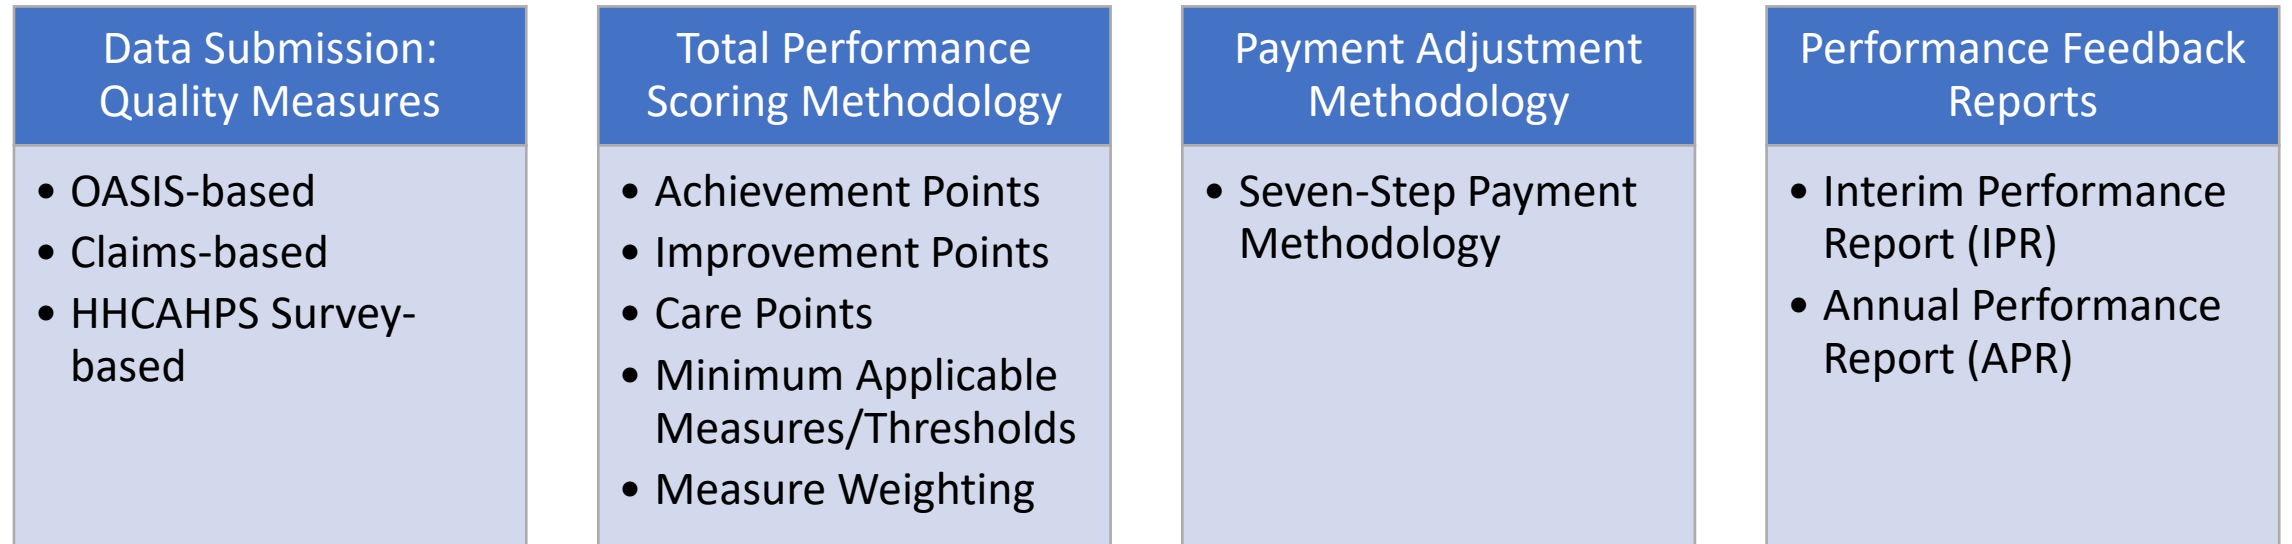 Data Submission:
Quality Measures
• OASIS-based
• Claims-based
• HHCAHPS Survey-
based
Total Performance
Scoring Methodology
• Achievement Points
• Improvement Points
• Care Points
• Minimum Applicable
Measures/Thresholds
• Measure Weighting
Payment Adjustment
Methodology
• Seven-Step Payment
Methodology
Performance Feedback
Reports
• Interim Performance
Report (IPR)
• Annual Performance
Report (APR)